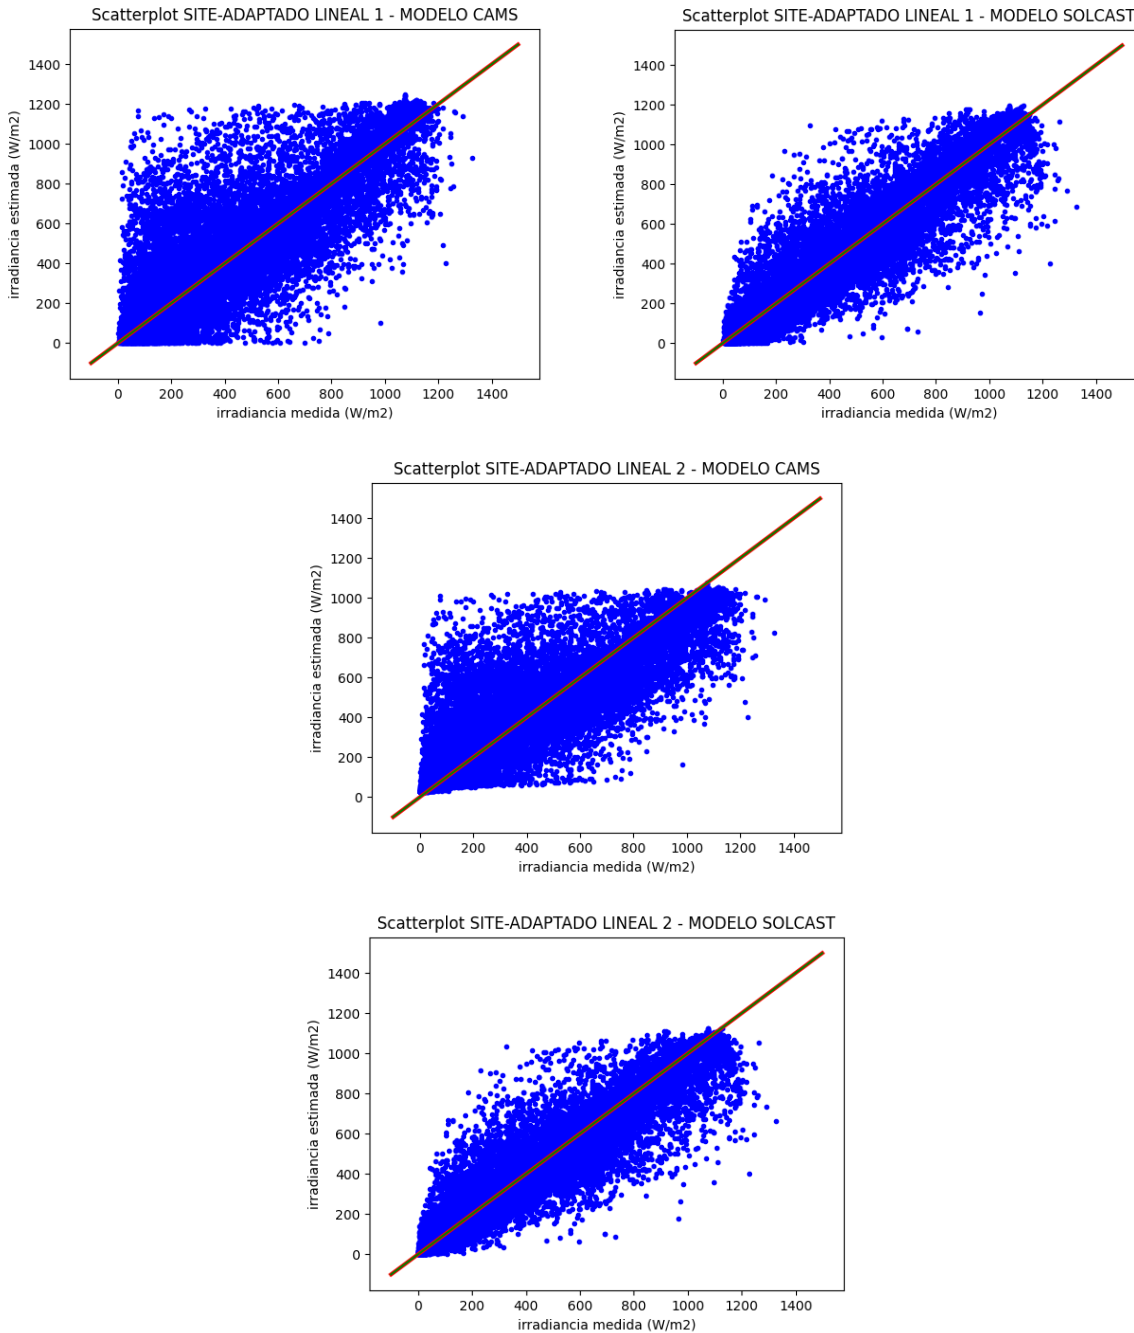 Scatterplot SITE-ADAPTADO LINEAL 1 - MODELO CAMS
1400
1200
1000
800
600
400
200
0
irradiancia estimada (W/m2)
0 200 400 600 800 1000 1200 1400
irradiancia medida (W/m2)
Scatterplot SITE-ADAPTADO LINEAL 1 - MODELO SOLCAST
1400
1200
1000
800
600
400
200
0
irradiancia estimada (W/m2)
0 200 400 600 800 1000 1200 1400
irradiancia medida (W/m2)
Scatterplot SITE-ADAPTADO LINEAL 2 - MODELO CAMS
1400
1200
1000
800
600
400
200
0
irradiancia estimada (W/m2)
0 200 400 600 800 1000 1200 1400
irradiancia medida (W/m2)
Scatterplot SITE-ADAPTADO LINEAL 2 - MODELO SOLCAST
1400
1200
1000
800
600
400
200
0
irradiancia estimada (W/m2)
0 200 400 600 800 1000 1200 1400
irradiancia medida (W/m2)